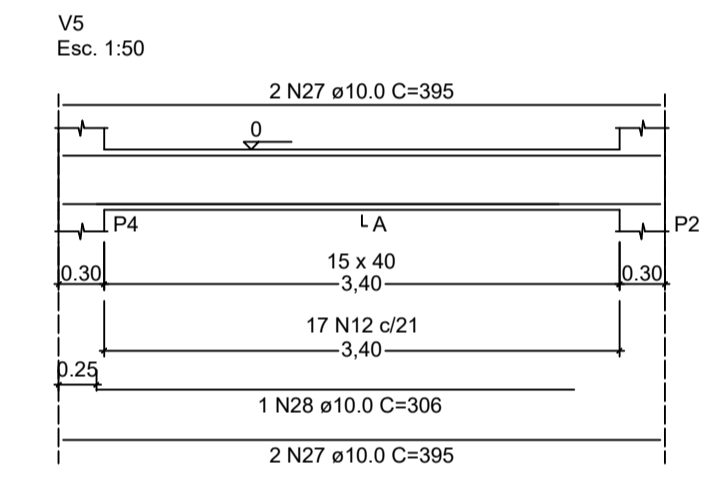 V5
Esc. 1:50
2 N27 ø10.0 C=395
0
P4
A
P2
15 x 40
0.30
3,40
0.30
17 N12 c/21
3,40
0.25
1 N28 ø10.0 C=306
2 N27 ø10.0 C=395